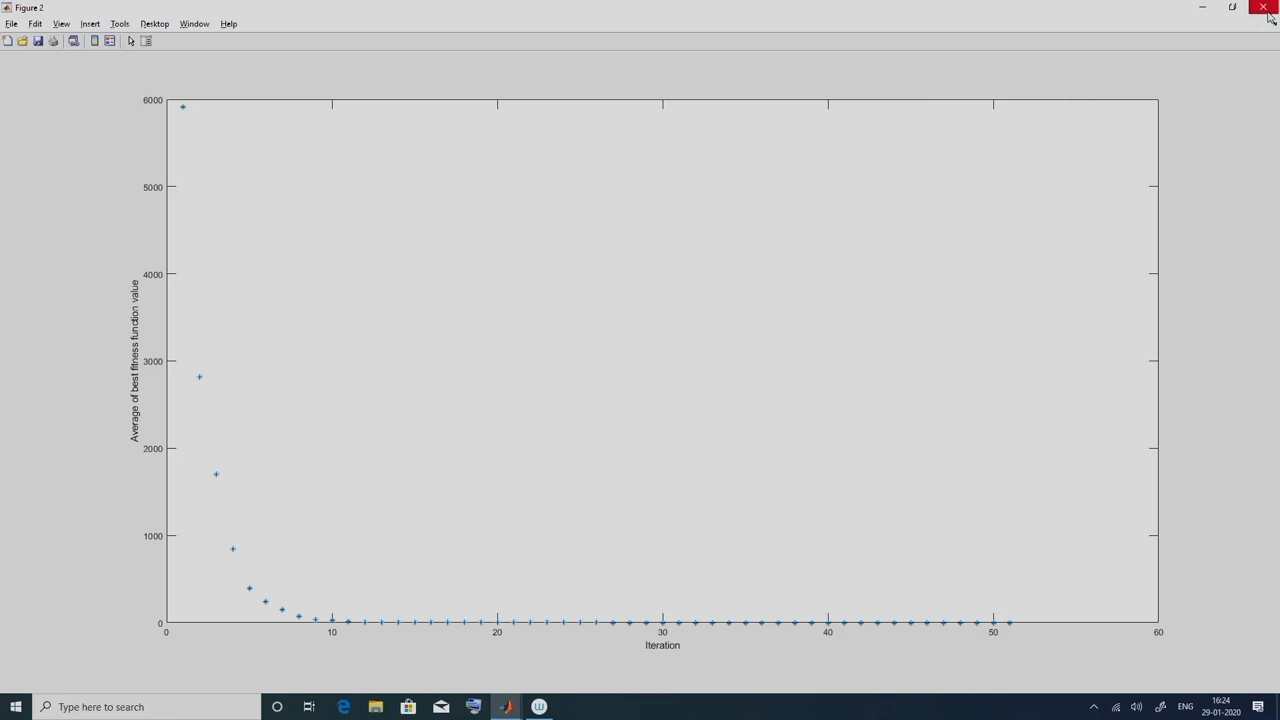 Figure 2
File Edit View Insert Tools Desktop Window Help
6000
5000
4000
3000
2000
1000
0
Average of best fitness function value
0 10 20 30 40 50 60
Iteration
Type here to search
ENG
16:24
29-01-2020